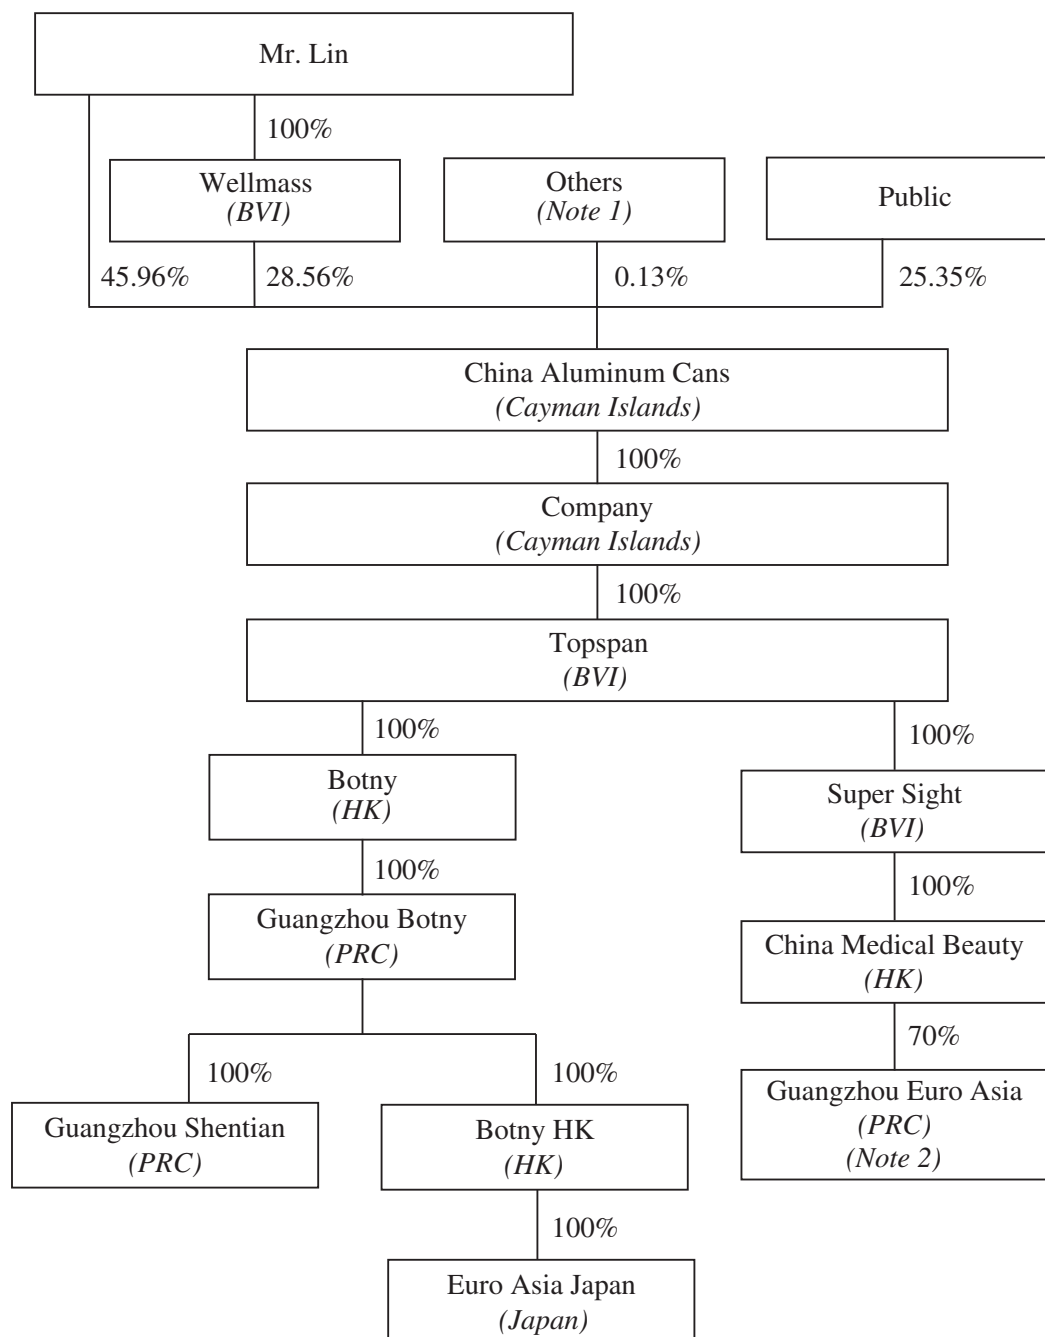 Mr. Lin
100%
Wellmass
(BVI)
Others
(Note 1)
Public
45.96%
28.56%
0.13%
25.35%
China Aluminum Cans
(Cayman Islands)
100%
Company
(Cayman Islands)
100%
Topspan
(BVI)
100%
100%
Botny
(HK)
Super Sight
(BVI)
100%
100%
Guangzhou Botny
(PRC)
China Medical Beauty
(HK)
70%
100%
100%
Guangzhou Shentian
(PRC)
Botny HK
(HK)
Guangzhou Euro Asia
(PRC)
(Note 2)
100%
Euro Asia Japan
(Japan)